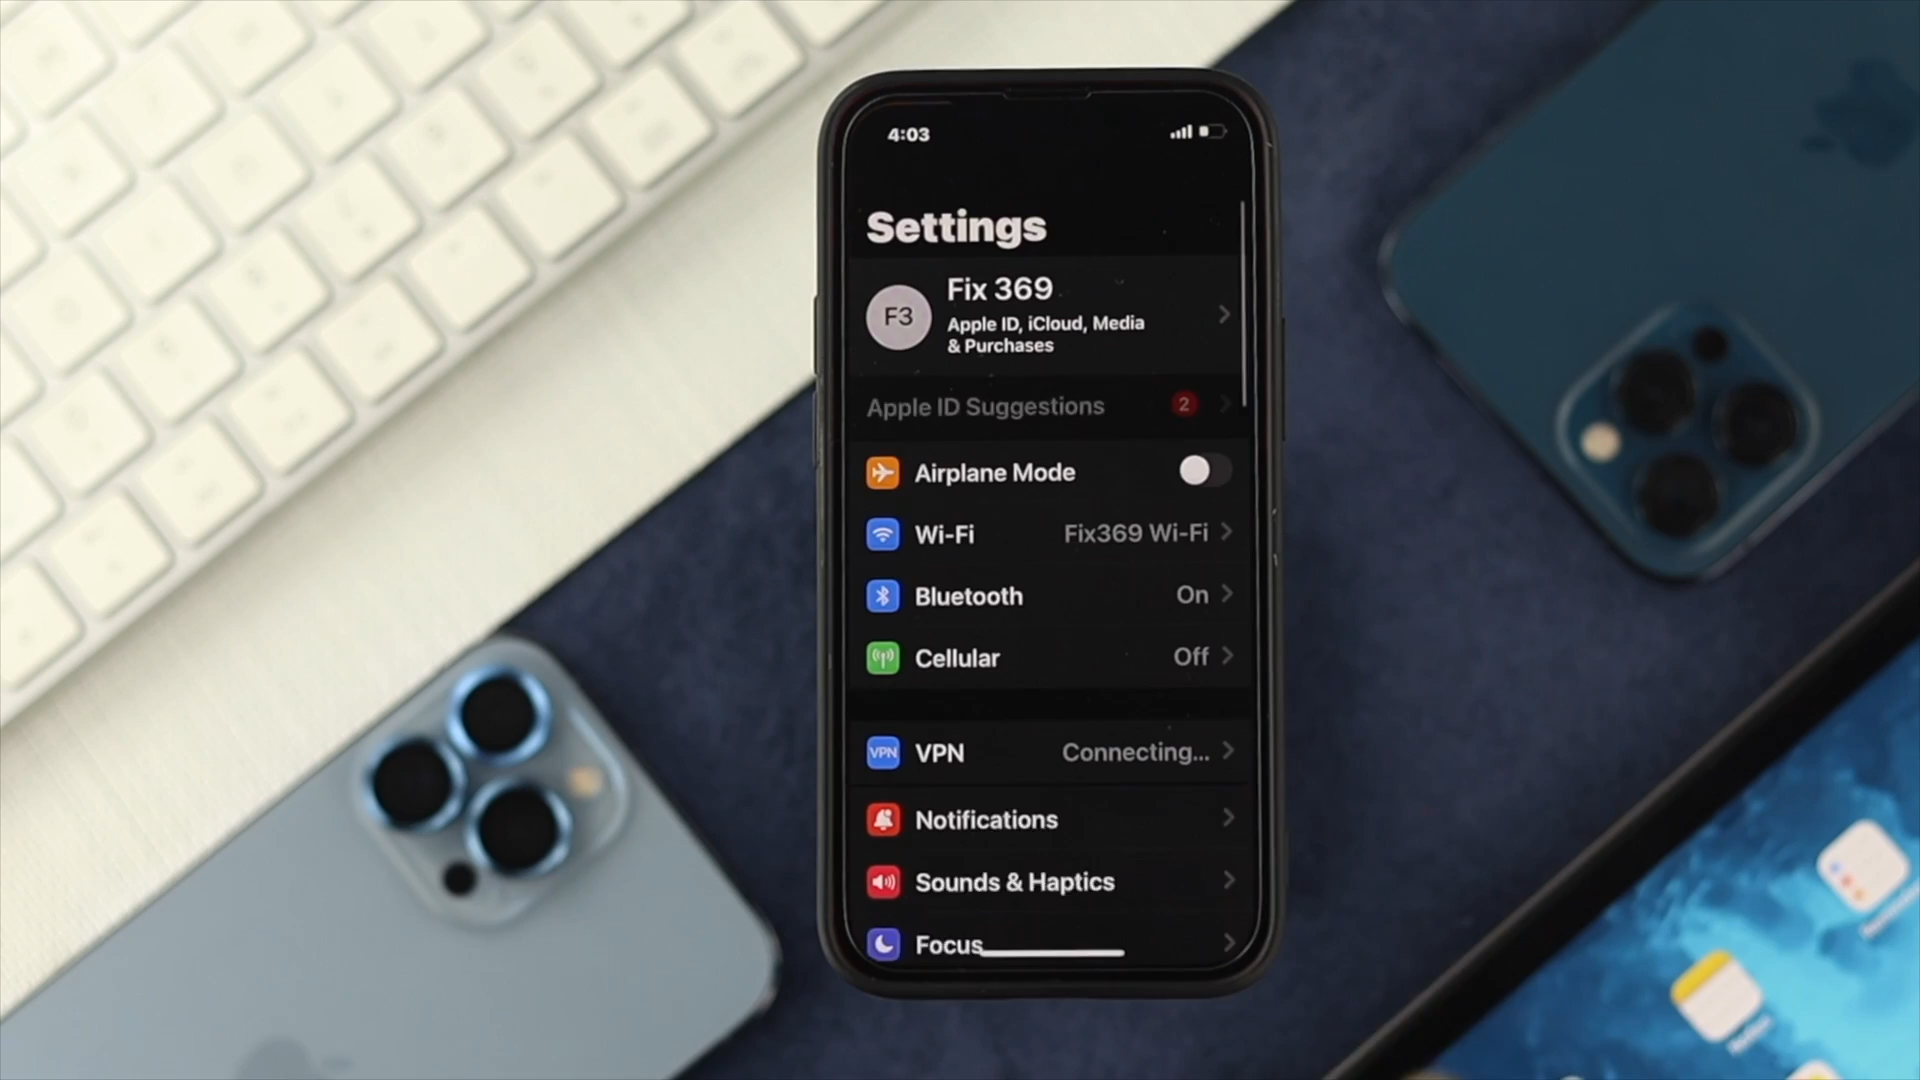 4:03
Settings
F3
Fix 369
Apple ID, iCloud, Media
& Purchases
Apple ID Suggestions 2
Airplane Mode
Wi-Fi Fix369 Wi-Fi
Bluetooth On
Cellular Off
VPN VPN Connecting...
Notifications
Sounds & Haptics
Focus